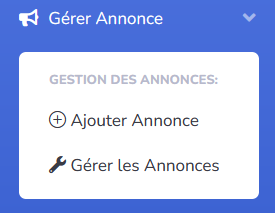 Gérer Annonce
GESTION DES ANNONCES:
Ajouter Annonce
Gérer les Annonces